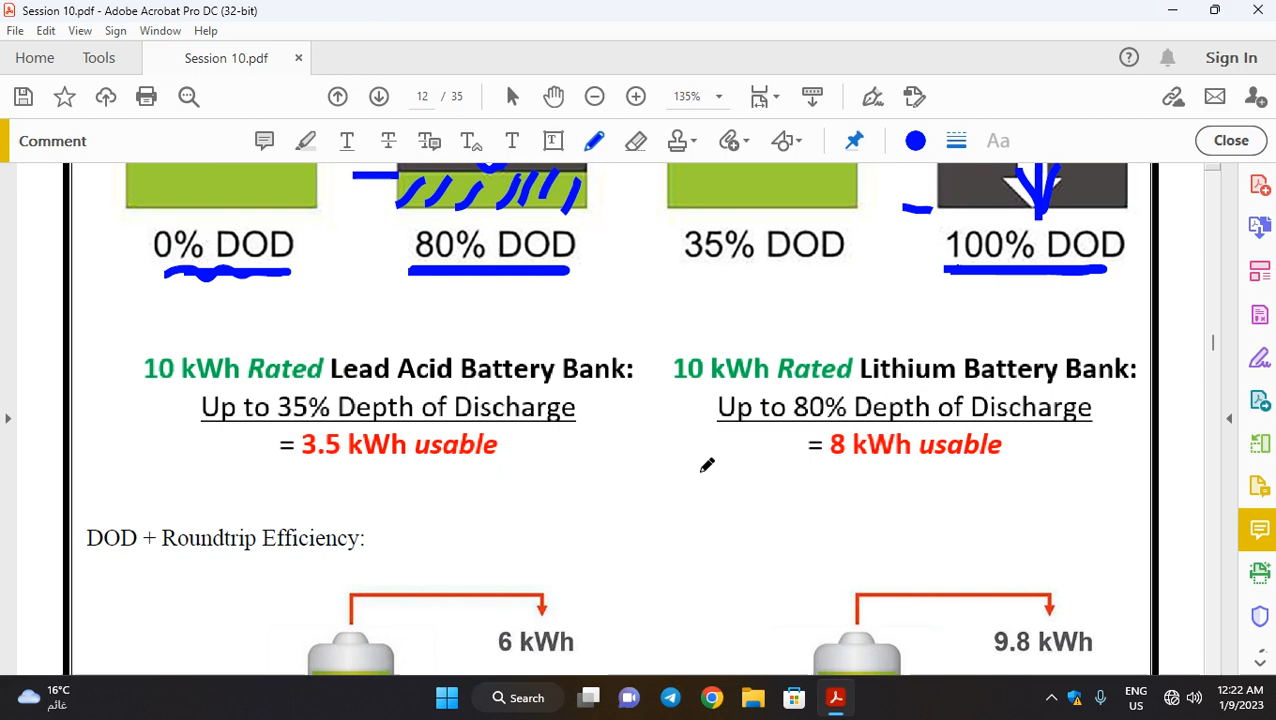 Session 10.pdf - Adobe Acrobat Pro DC (32-bit)
File Edit View Sign Window Help
Home Tools Session 10.pdf × Sign In
12 / 35 135%
Comment Aa Close
0% DOD 80% DOD 35% DOD 100% DOD
10 kWh Rated Lead Acid Battery Bank:
Up to 35% Depth of Discharge
= 3.5 kWh usable
10 kWh Rated Lithium Battery Bank:
Up to 80% Depth of Discharge
= 8 kWh usable
DOD + Roundtrip Efficiency:
6 kWh 9.8 kWh
16°C
غائم
Search
ENG
US
12:22 AM
1/9/2023